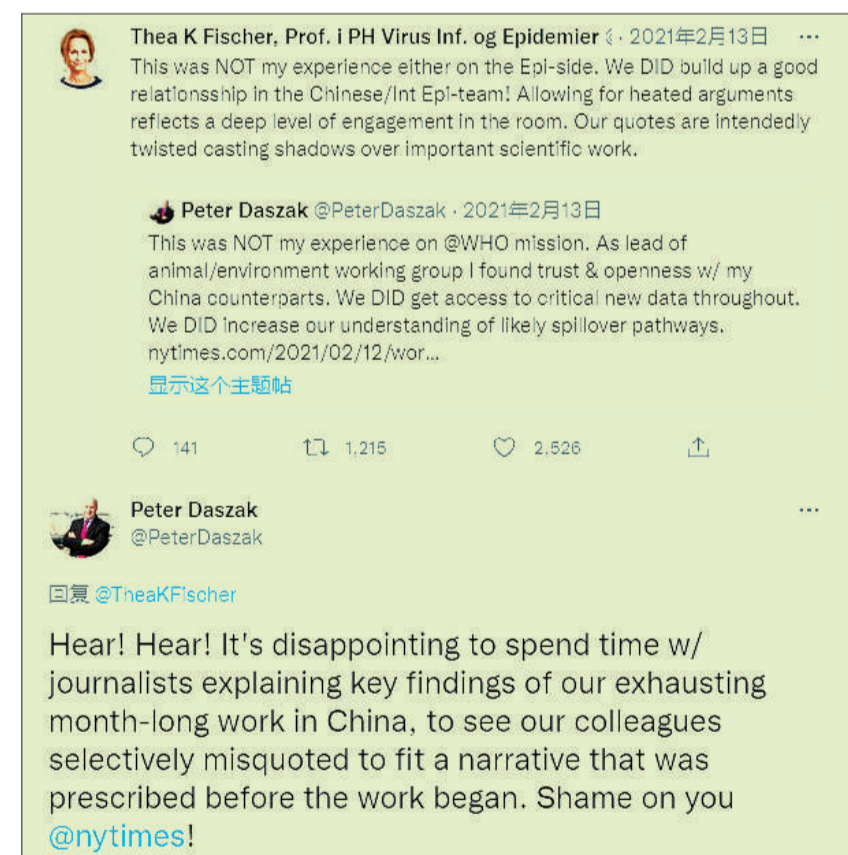 Thea K Fischer, Prof. i PH Virus Inf. og Epidemier · 2021年2月13日 ···
This was NOT my experience either on the Epi-side. We DID build up a good
relationsship in the Chinese/Int Epi-team! Allowing for heated arguments
reflects a deep level of engagement in the room. Our quotes are intendedly
twisted casting shadows over important scientific work.
Peter Daszak @PeterDaszak · 2021年2月13日
This was NOT my experience on @WHO mission. As lead of
animal/environment working group I found trust & openness w/ my
China counterparts. We DID get access to critical new data throughout.
We DID increase our understanding of likely spillover pathways.
nytimes.com/2021/02/12/wor...
显示这个主题帖
141 1,215 2,526
Peter Daszak ···
@PeterDaszak
回复 @TheaKFischer
Hear! Hear! It's disappointing to spend time w/
journalists explaining key findings of our exhausting
month-long work in China, to see our colleagues
selectively misquoted to fit a narrative that was
prescribed before the work began. Shame on you
@nytimes!